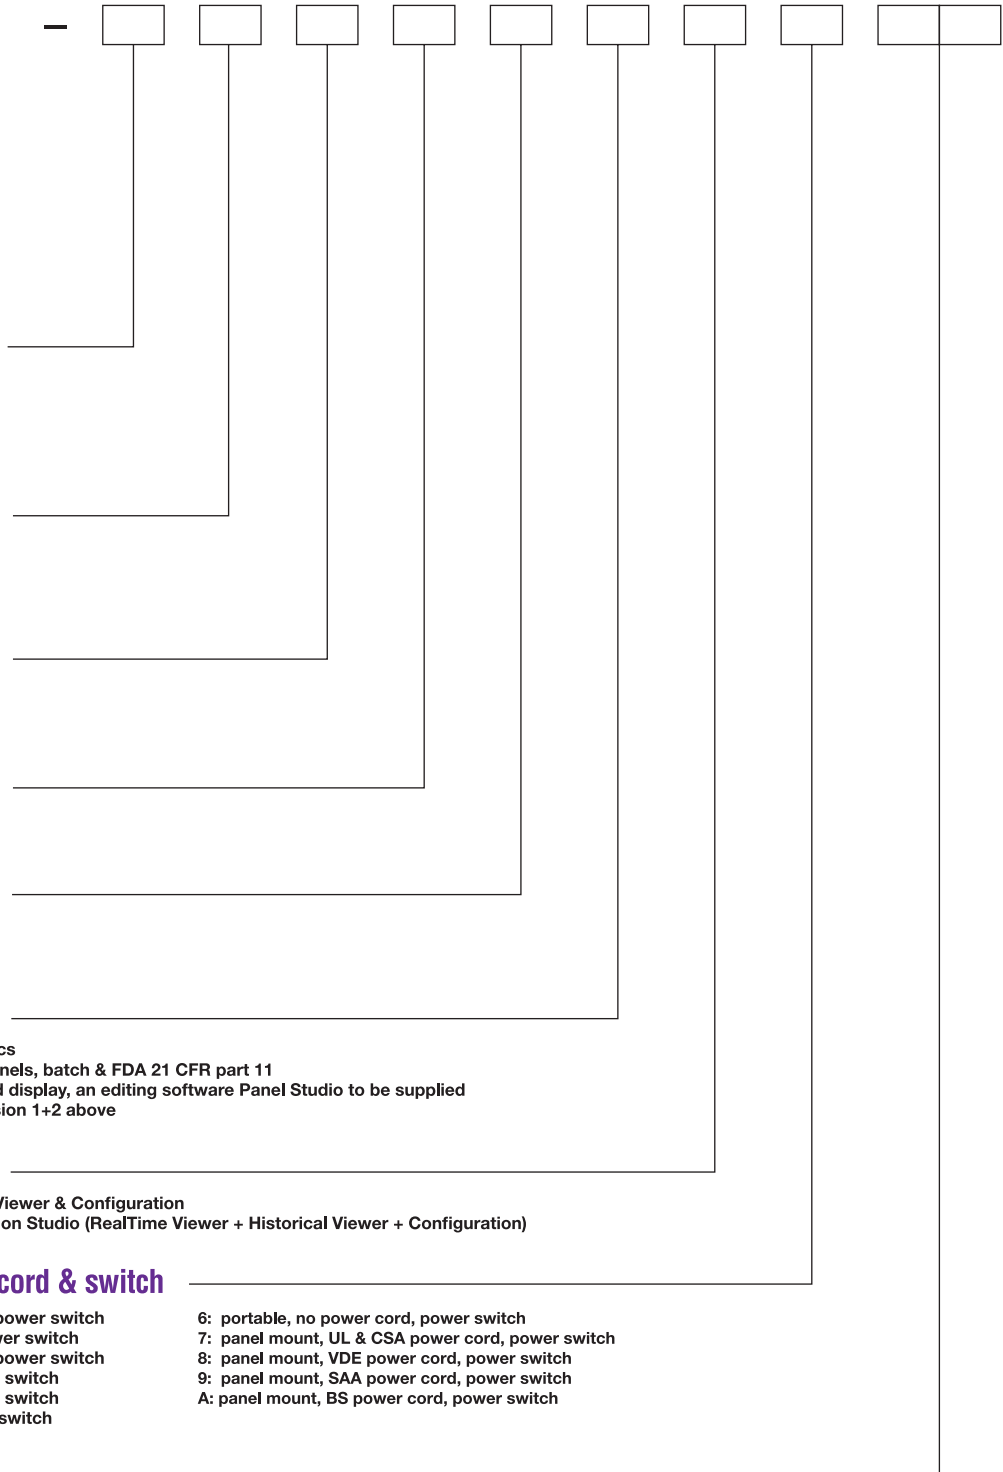 –
cs
nels, batch & FDA 21 CFR part 11
d display, an editing software Panel Studio to be supplied
sion 1+2 above
Viewer & Configuration
on Studio (RealTime Viewer + Historical Viewer + Configuration)
cord & switch
power switch
ver switch
power switch
switch
switch
switch
6: portable, no power cord, power switch
7: panel mount, UL & CSA power cord, power switch
8: panel mount, VDE power cord, power switch
9: panel mount, SAA power cord, power switch
A: panel mount, BS power cord, power switch